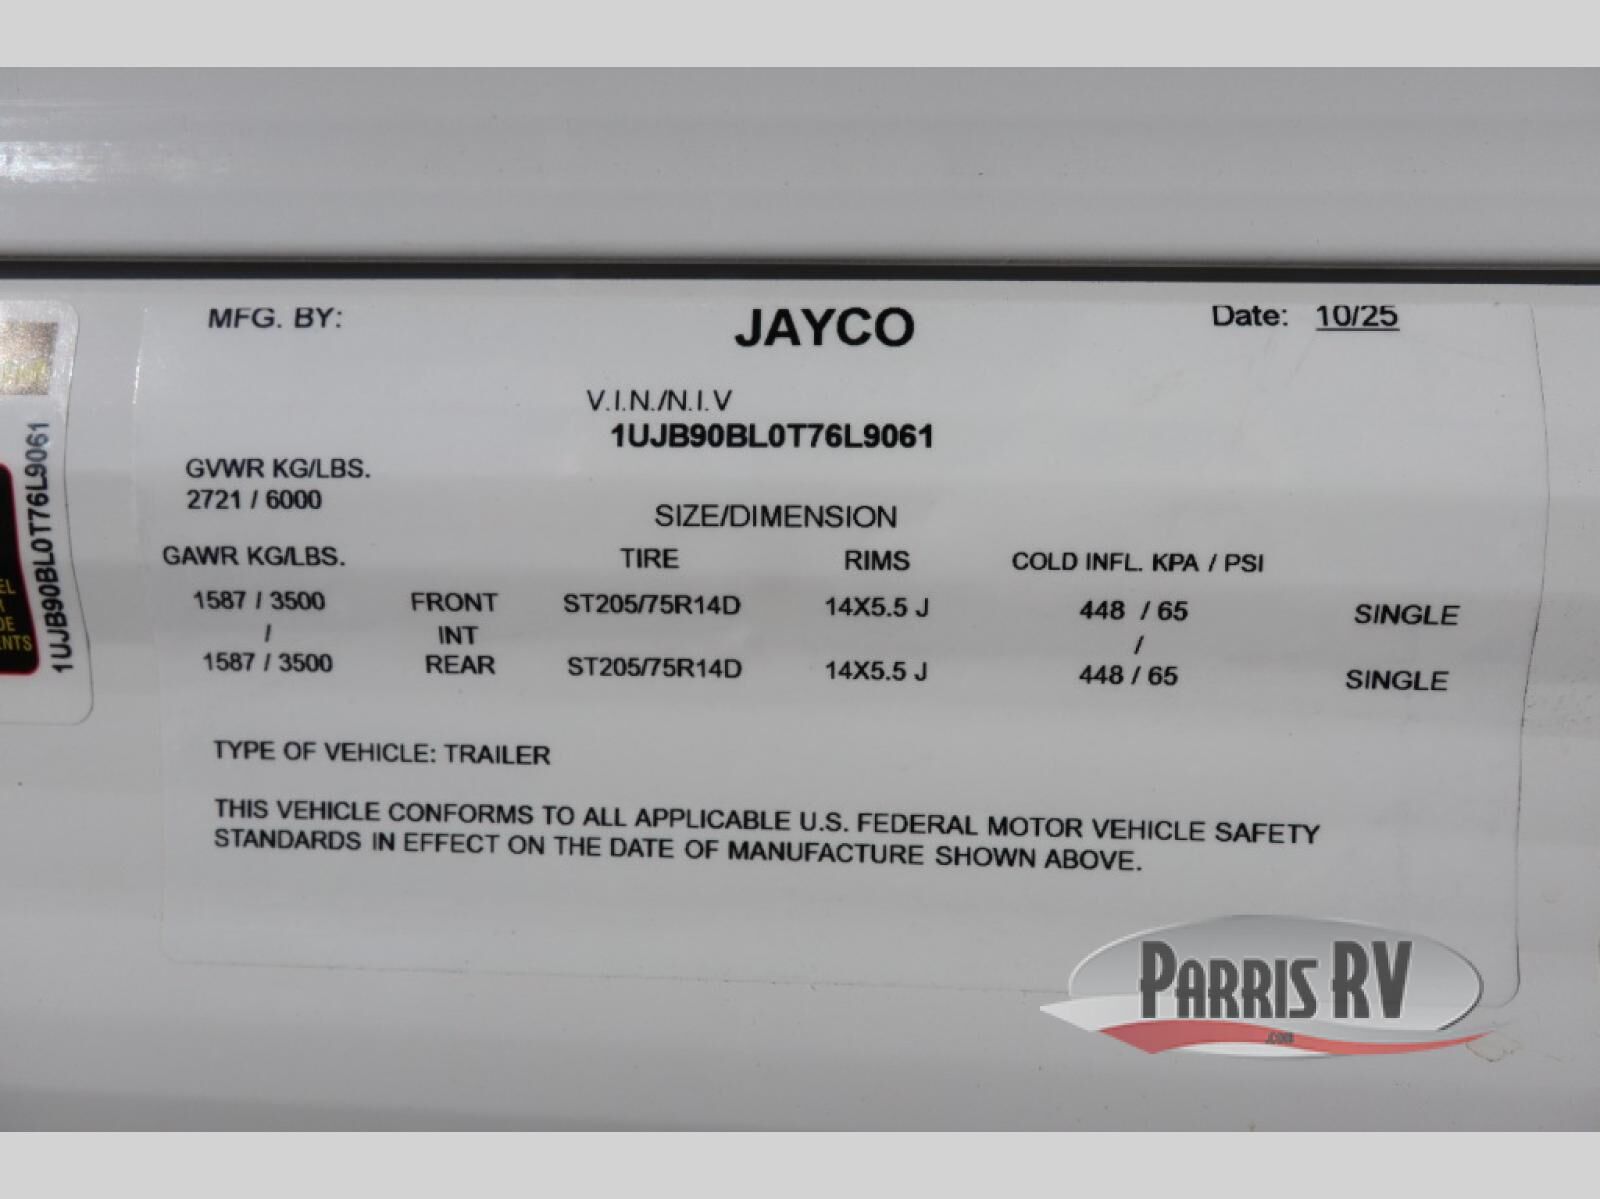 MFG. BY: JAYCO Date: 10/25
V.I.N./N.I.V
1UJB90BL0T76L9061
GVWR KG/LBS.
2721 / 6000
SIZE/DIMENSION
GAWR KG/LBS. TIRE RIMS COLD INFL. KPA / PSI
1587 / 3500 FRONT ST205/75R14D 14X5.5 J 448 / 65 SINGLE
/ INT /
1587 / 3500 REAR ST205/75R14D 14X5.5 J 448 / 65 SINGLE
TYPE OF VEHICLE: TRAILER
THIS VEHICLE CONFORMS TO ALL APPLICABLE U.S. FEDERAL MOTOR VEHICLE SAFETY
STANDARDS IN EFFECT ON THE DATE OF MANUFACTURE SHOWN ABOVE.
1UJB90BL0T76L9061
PARRIS RV
.COM